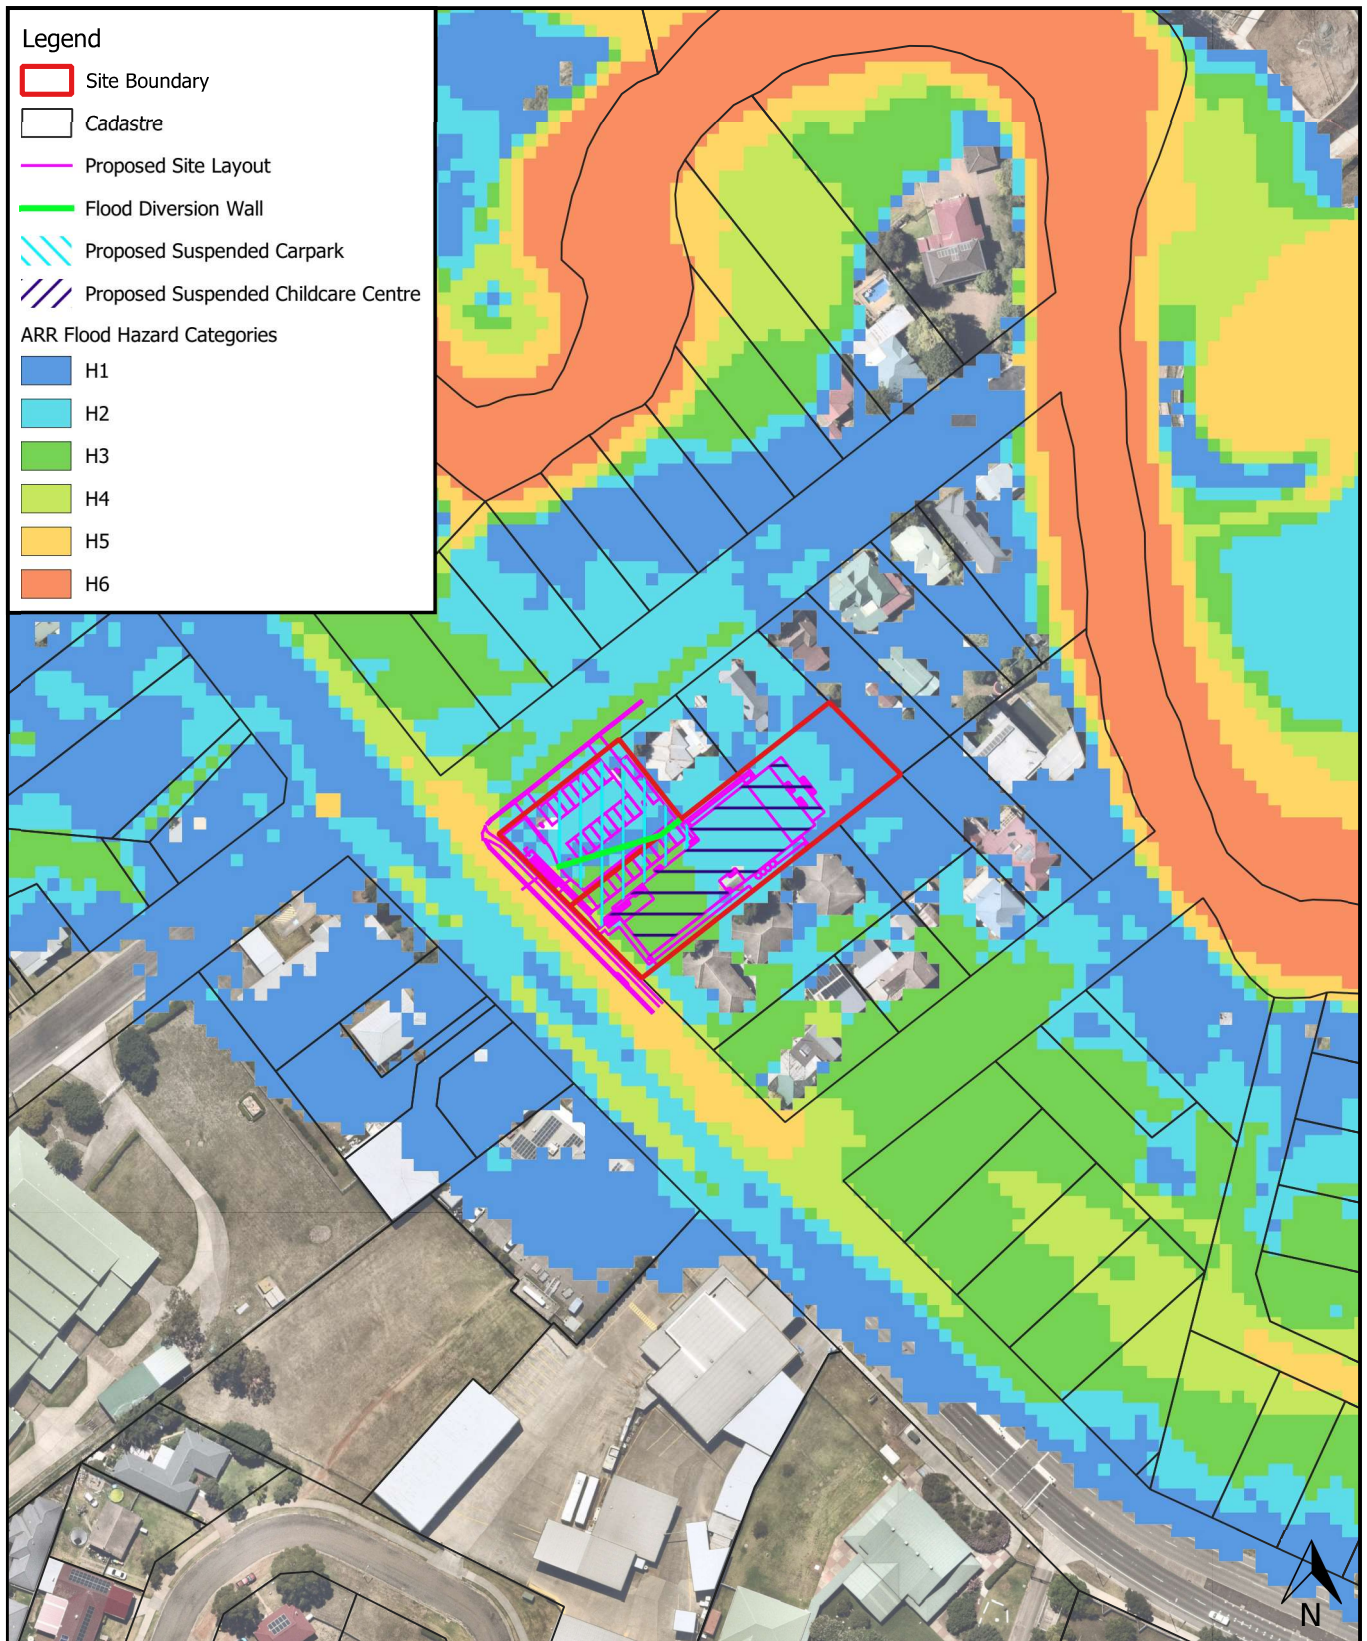 Legend
Site Boundary
Cadastre
Proposed Site Layout
Flood Diversion Wall
Proposed Suspended Carpark
Proposed Suspended Childcare Centre
ARR Flood Hazard Categories
H1
H2
H3
H4
H5
H6
N